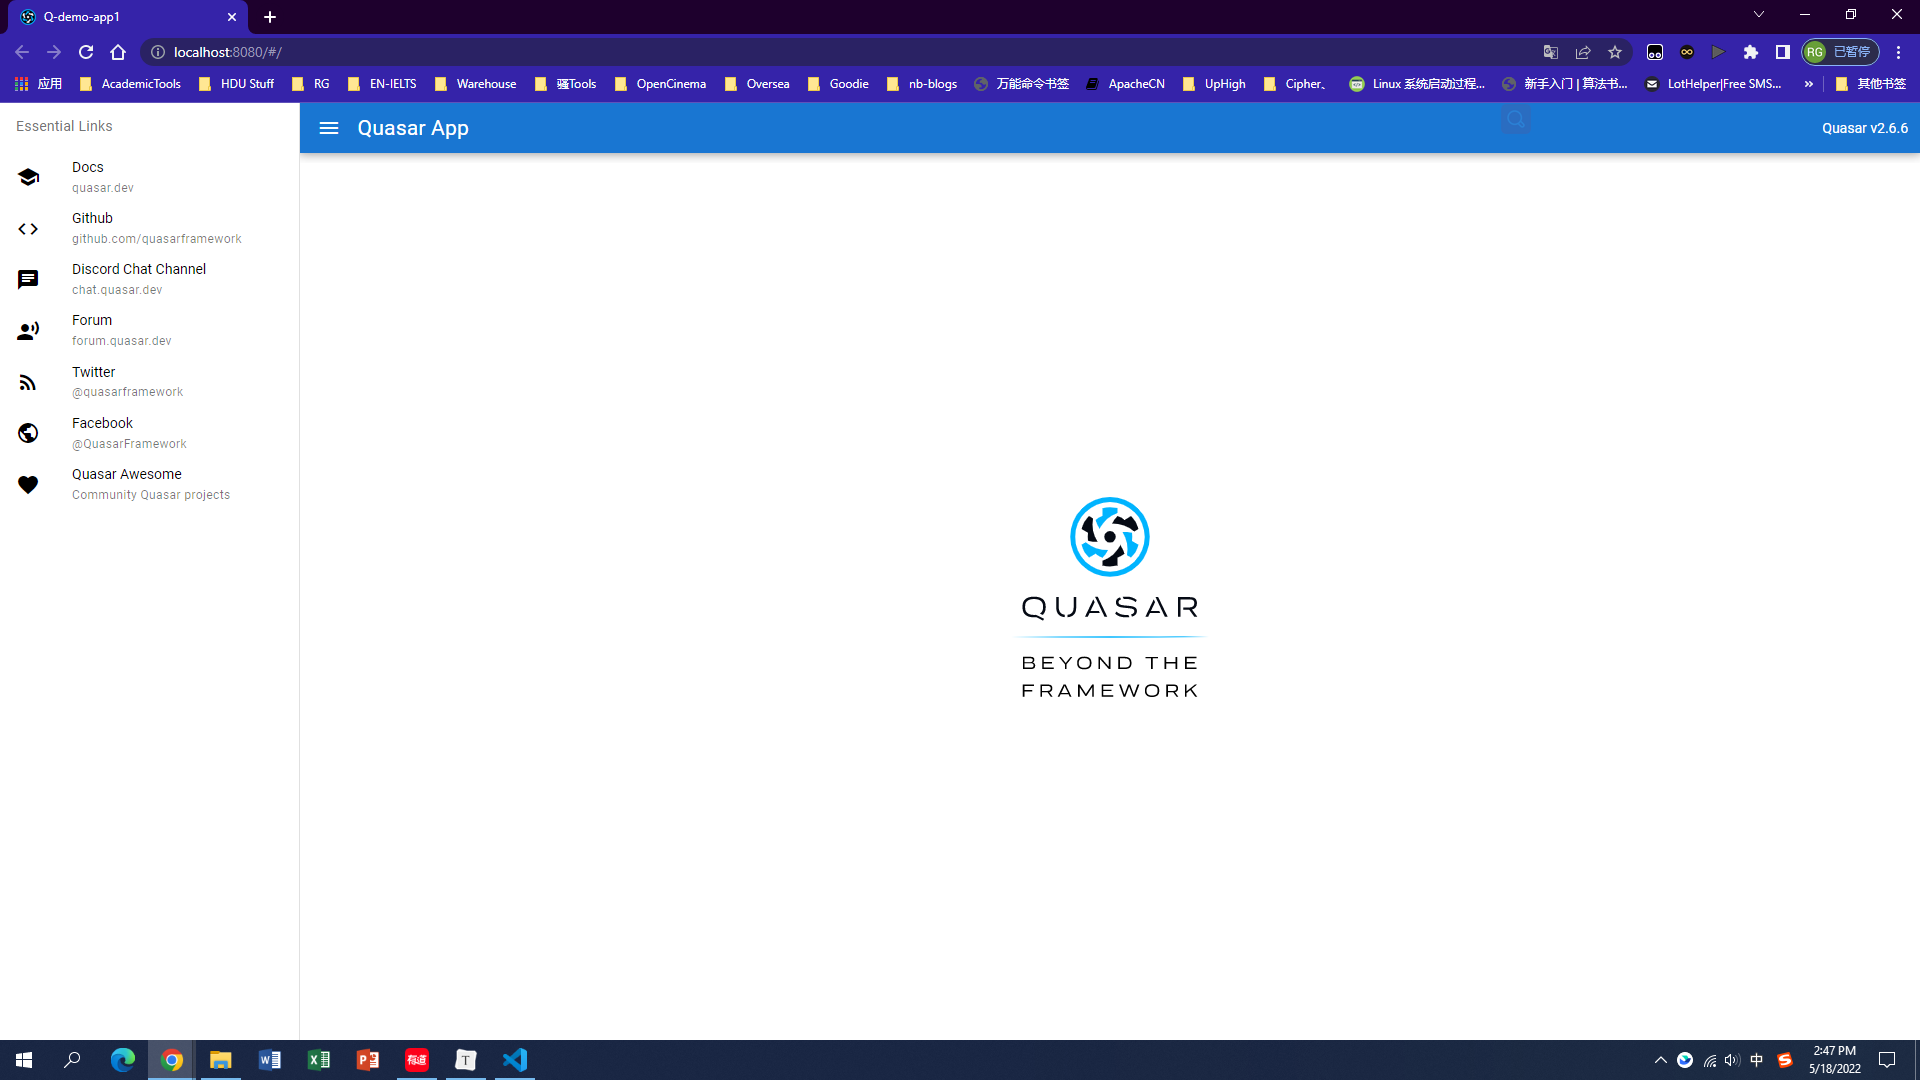 Q-demo-app1
localhost:8080/#/
RG 已暂停
应用 AcademicTools HDU Stuff RG EN-IELTS Warehouse 骚Tools OpenCinema Oversea Goodie nb-blogs 万能命令书签 ApacheCN UpHigh Cipher、 Linux 系统启动过程... 新手入门 | 算法书... LotHelper|Free SMS... » 其他书签
Essential Links
Quasar App
Quasar v2.6.6
Docs
quasar.dev
Github
github.com/quasarframework
Discord Chat Channel
chat.quasar.dev
Forum
forum.quasar.dev
Twitter
@quasarframework
Facebook
@QuasarFramework
Quasar Awesome
Community Quasar projects
QUASAR
BEYOND THE
FRAMEWORK
有道
T
中
2:47 PM
5/18/2022